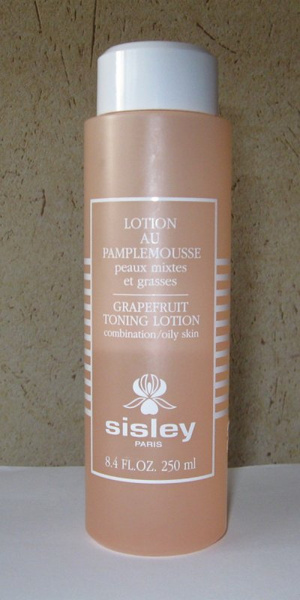 LOTION
AU
PAMPLEMOUSSE
peaux mixtes
et grasses
GRAPEFRUIT
TONING LOTION
combination/oily skin
sisley
PARIS
8.4 FL.OZ. 250 ml